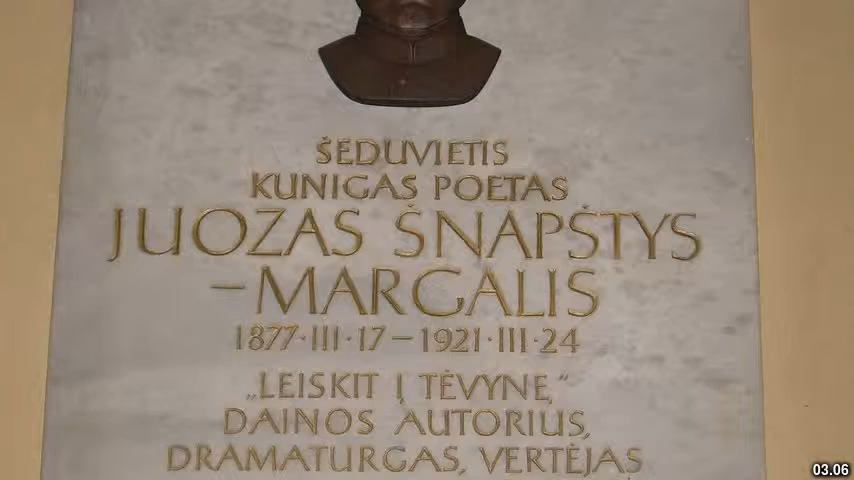 ŠEDUVIETIS
KUNIGAS POETAS
JUOZAS ŠNAPŠTYS
–MARGALIS
1877·III·17–1921·III·24
„LEISKIT Į TĖVYNĘ“
DAINOS AUTORIUS,
DRAMATURGAS, VERTĖJAS
03.06